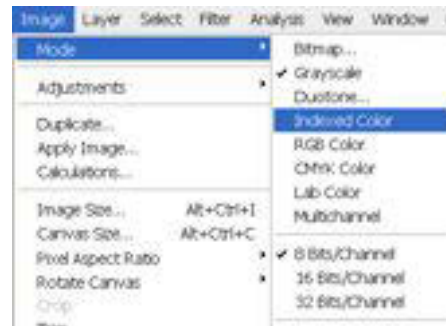 Image Layer Select Filter Analysis View Window
Mode
Adjustments
Duplicate...
Apply Image...
Calculations...
Image Size... Alt+Ctrl+I
Canvas Size... Alt+Ctrl+C
Pixel Aspect Ratio
Rotate Canvas
Crop
Bitmap...
Grayscale
Duotone...
Indexed Color
RGB Color
CMYK Color
Lab Color
Multichannel
8 Bits/Channel
16 Bits/Channel
32 Bits/Channel